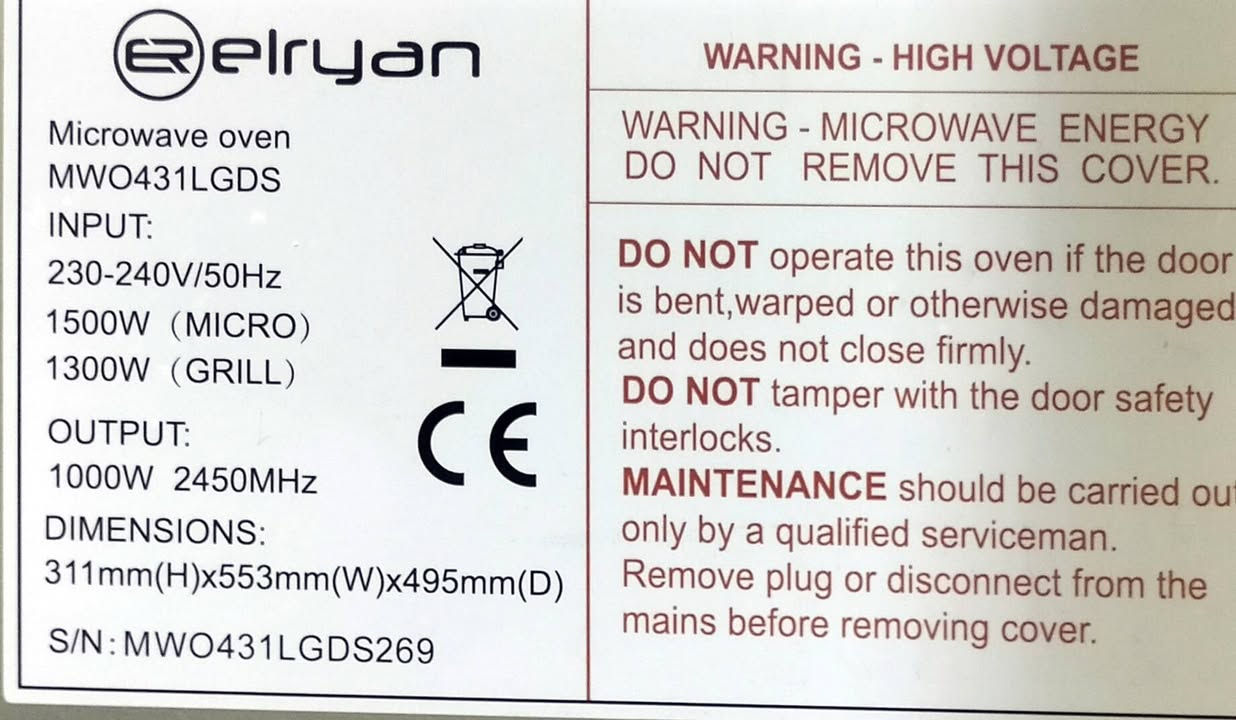 ER elryan
Microwave oven
MWO431LGDS
INPUT:
230-240V/50Hz
1500W (MICRO)
1300W (GRILL)
OUTPUT:
1000W 2450MHz
DIMENSIONS:
311mm(H)x553mm(W)x495mm(D)
S/N: MWO431LGDS269
CE
WARNING - HIGH VOLTAGE
WARNING - MICROWAVE ENERGY
DO NOT REMOVE THIS COVER.
DO NOT operate this oven if the door
is bent,warped or otherwise damaged
and does not close firmly.
DO NOT tamper with the door safety
interlocks.
MAINTENANCE should be carried out
only by a qualified serviceman.
Remove plug or disconnect from the
mains before removing cover.